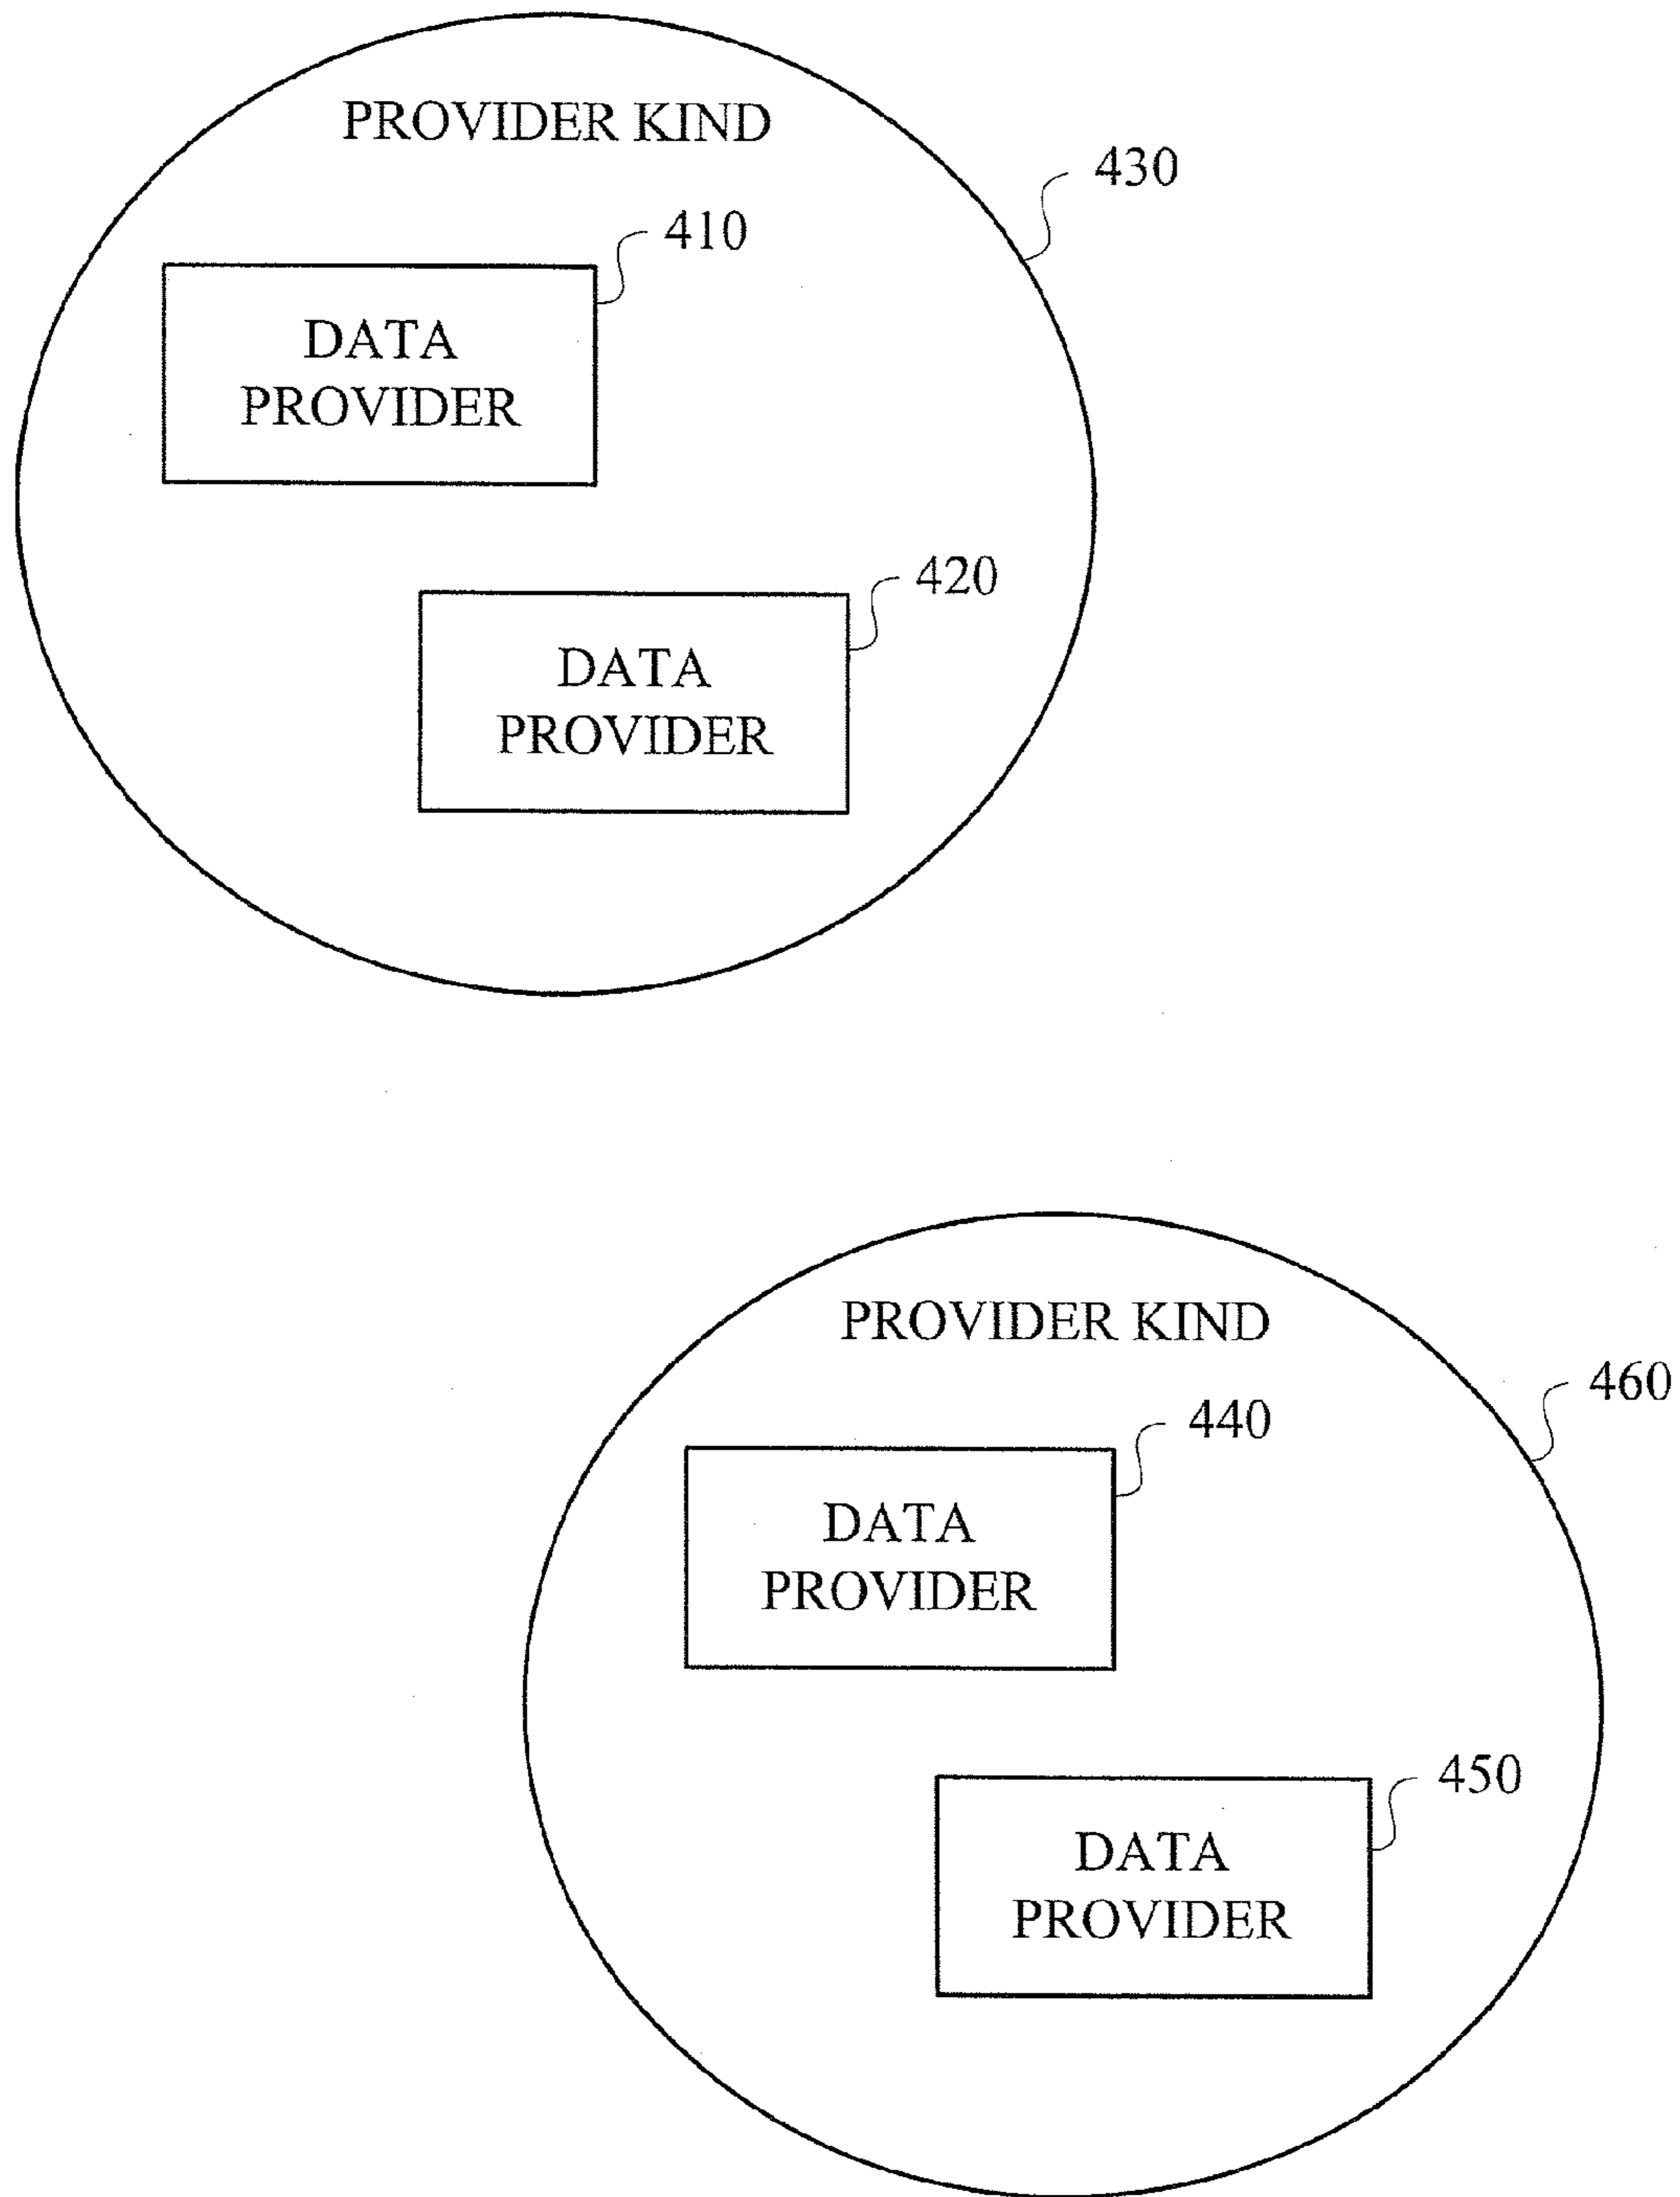 PROVIDER KIND
430
410
DATA
PROVIDER
420
DATA
PROVIDER
PROVIDER KIND
460
440
DATA
PROVIDER
450
DATA
PROVIDER